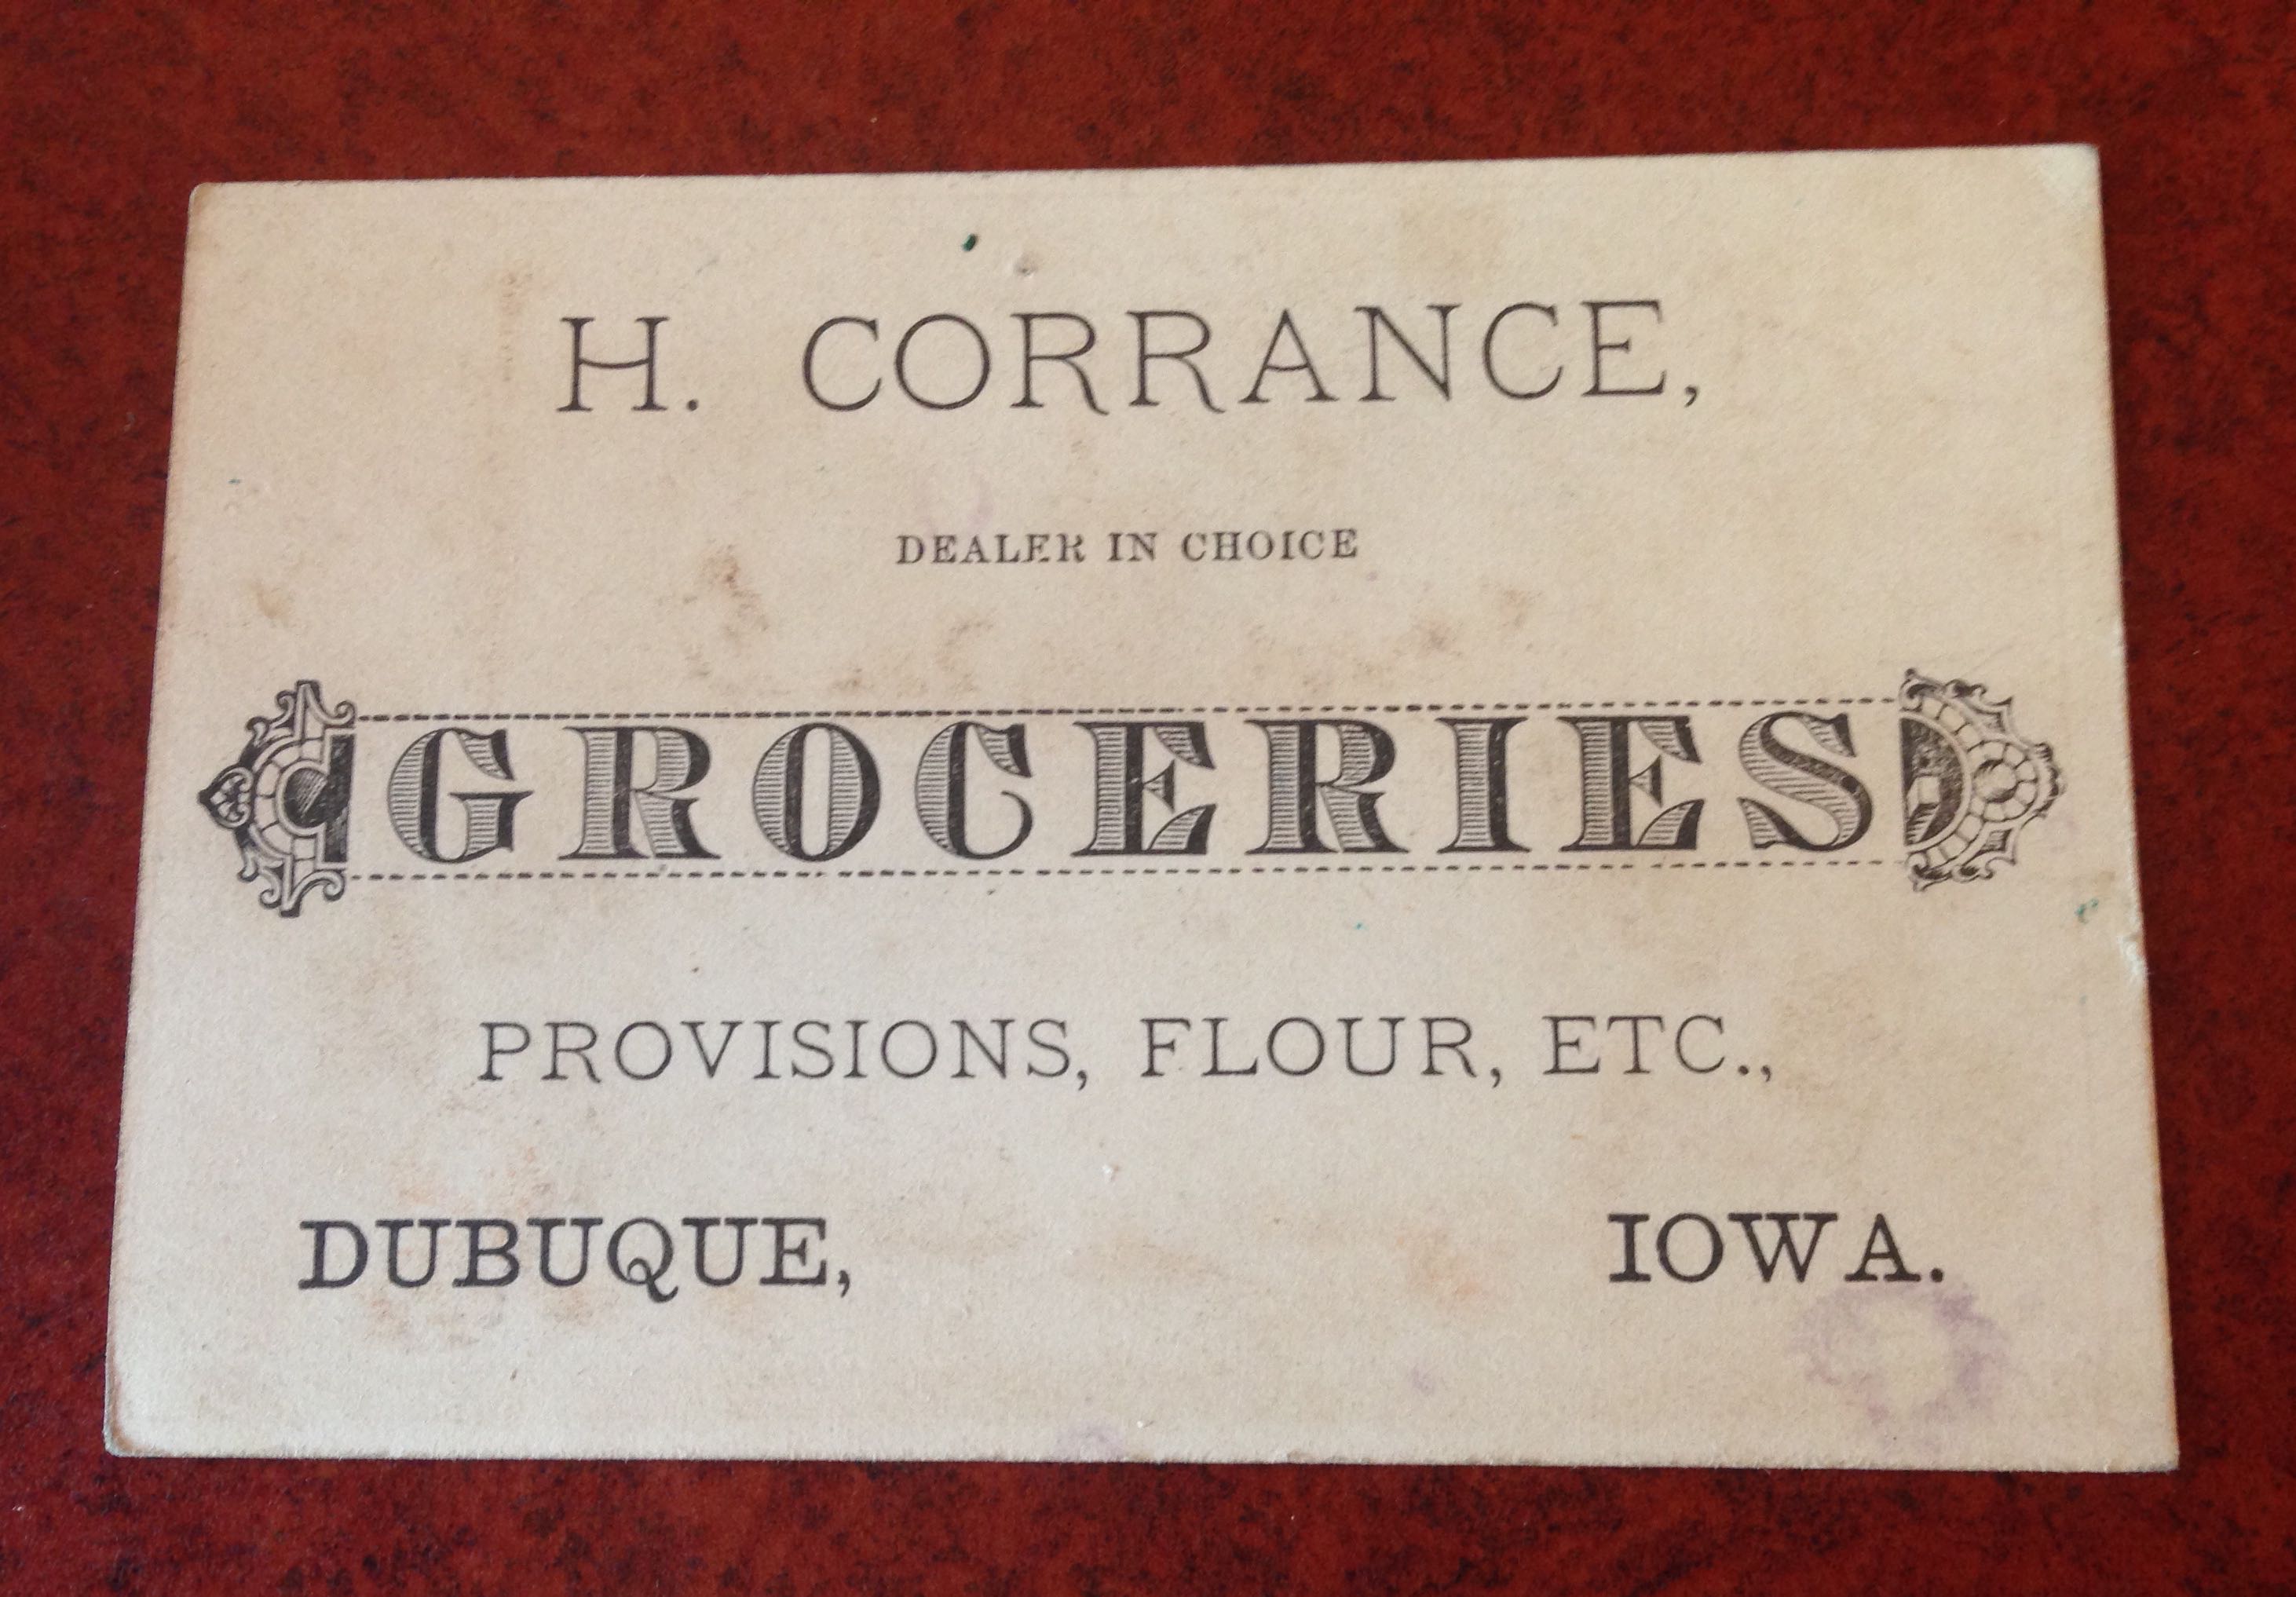 H. CORRANCE,
DEALER IN CHOICE
GROCERIES
PROVISIONS, FLOUR, ETC.,
DUBUQUE, IOWA.